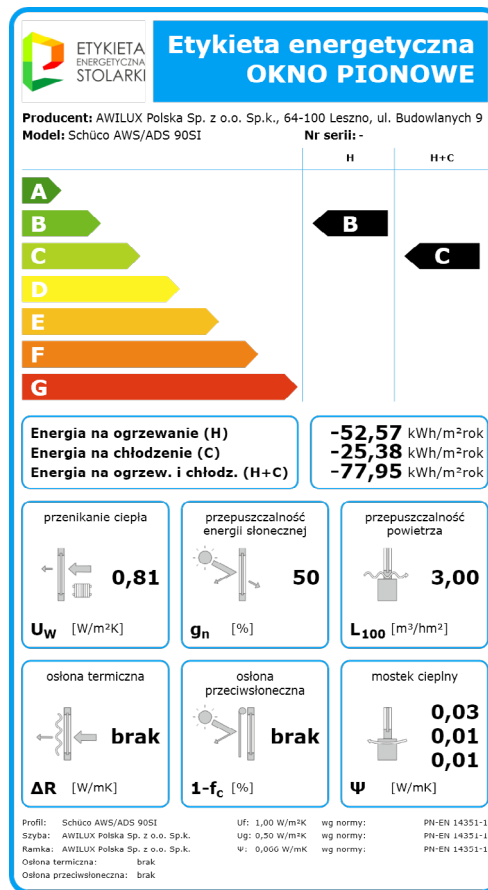 ETYKIETA
ENERGETYCZNA
STOLARKI
Etykieta energetyczna
OKNO PIONOWE
Producent: AWILUX Polska Sp. z o.o. Sp.k., 64-100 Leszno, ul. Budowlanych 9
Model: Schüco AWS/ADS 90SI Nr serii: -
H H+C
A
B B
C C
D
E
F
G
Energia na ogrzewanie (H) -52,57 kWh/m²rok
Energia na chłodzenie (C) -25,38 kWh/m²rok
Energia na ogrzew. i chłodz. (H+C) -77,95 kWh/m²rok
przenikanie ciepła
0,81
Uw [W/m²K]
przepuszczalność
energii słonecznej
50
gn [%]
przepuszczalność
powietrza
3,00
L100 [m³/hm²]
osłona termiczna
brak
ΔR [W/mK]
osłona
przeciwsłoneczna
brak
1-fc [%]
mostek cieplny
0,03
0,01
0,01
Ψ [W/mK]
Profil: Schüco AWS/ADS 90SI Uf: 1,00 W/m²K wg normy: PN-EN 14351-1
Szyba: AWILUX Polska Sp. z o.o. Sp.k. Ug: 0,50 W/m²K wg normy: PN-EN 14351-1
Ramka: AWILUX Polska Sp. z o.o. Sp.k. Ψ: 0,066 W/mK wg normy: PN-EN 14351-1
Osłona termiczna: brak
Osłona przeciwsłoneczna: brak